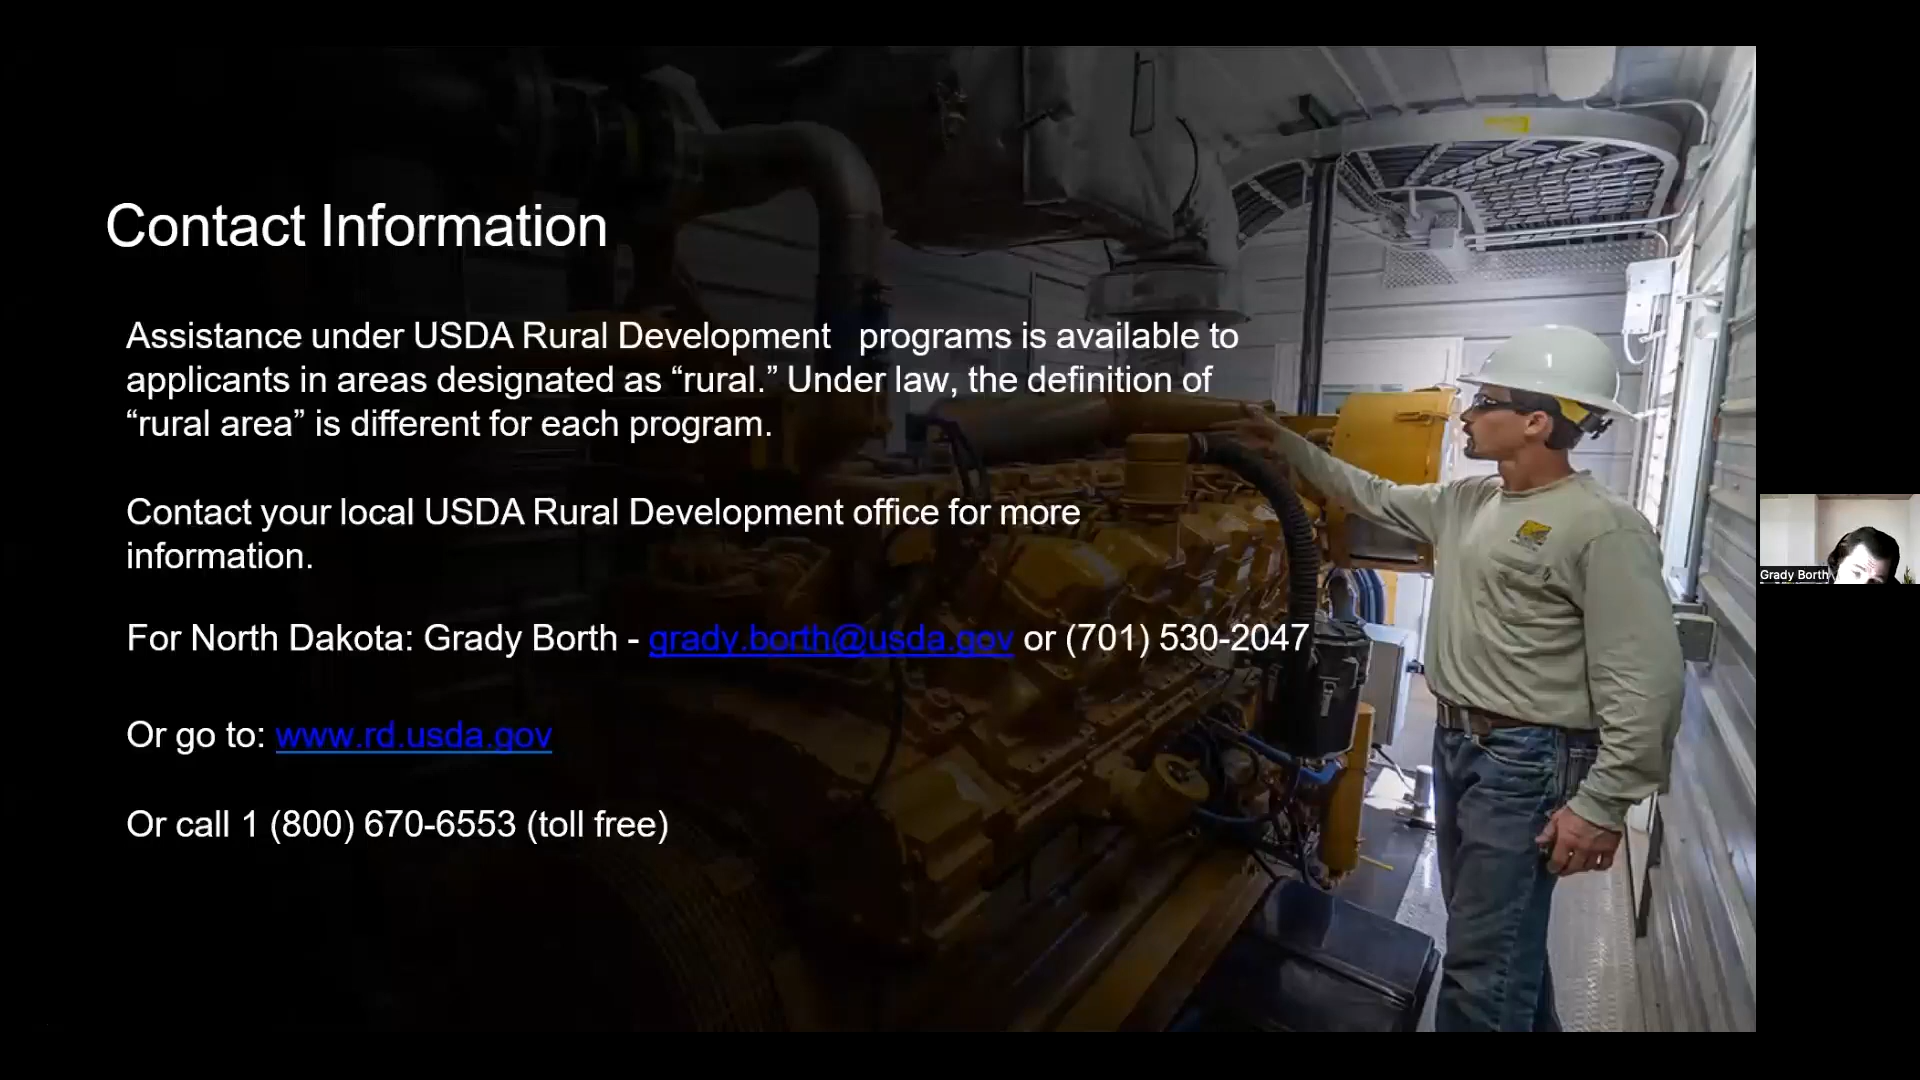 Contact Information
Assistance under USDA Rural Development programs is available to
applicants in areas designated as “rural.” Under law, the definition of
“rural area” is different for each program.
Contact your local USDA Rural Development office for more
information.
For North Dakota: Grady Borth - grady.borth@usda.gov or (701) 530-2047
Or go to: www.rd.usda.gov
Or call 1 (800) 670-6553 (toll free)
Grady Borth